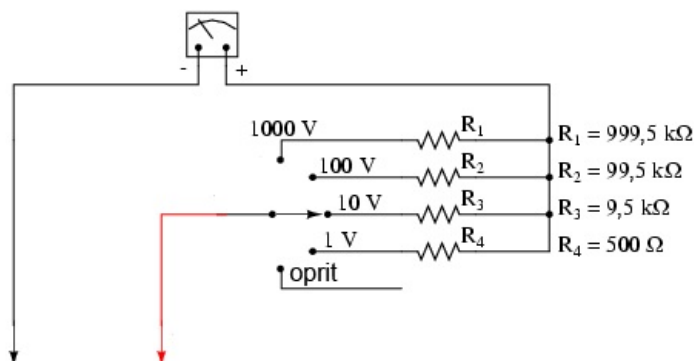 - +
1000 V R₁ R₁ = 999,5 kΩ
100 V R₂ R₂ = 99,5 kΩ
10 V R₃ R₃ = 9,5 kΩ
1 V R₄ R₄ = 500 Ω
oprit